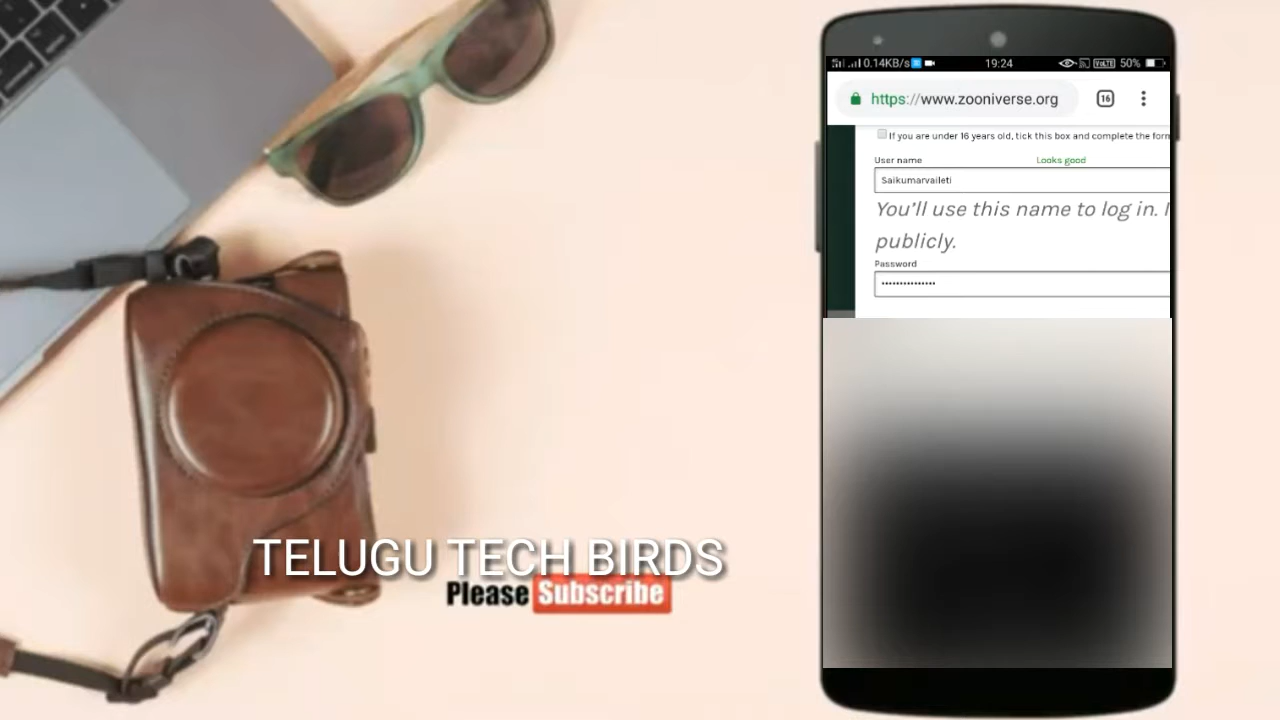 TELUGU TECH BIRDS
Please Subscribe
0.14KB/s 19:24 VoLTE 50%
https://www.zooniverse.org 16
If you are under 16 years old, tick this box and complete the form
User name Looks good
Saikumarvaileti
You'll use this name to log in. I
publicly.
Password
•••••••••••••••